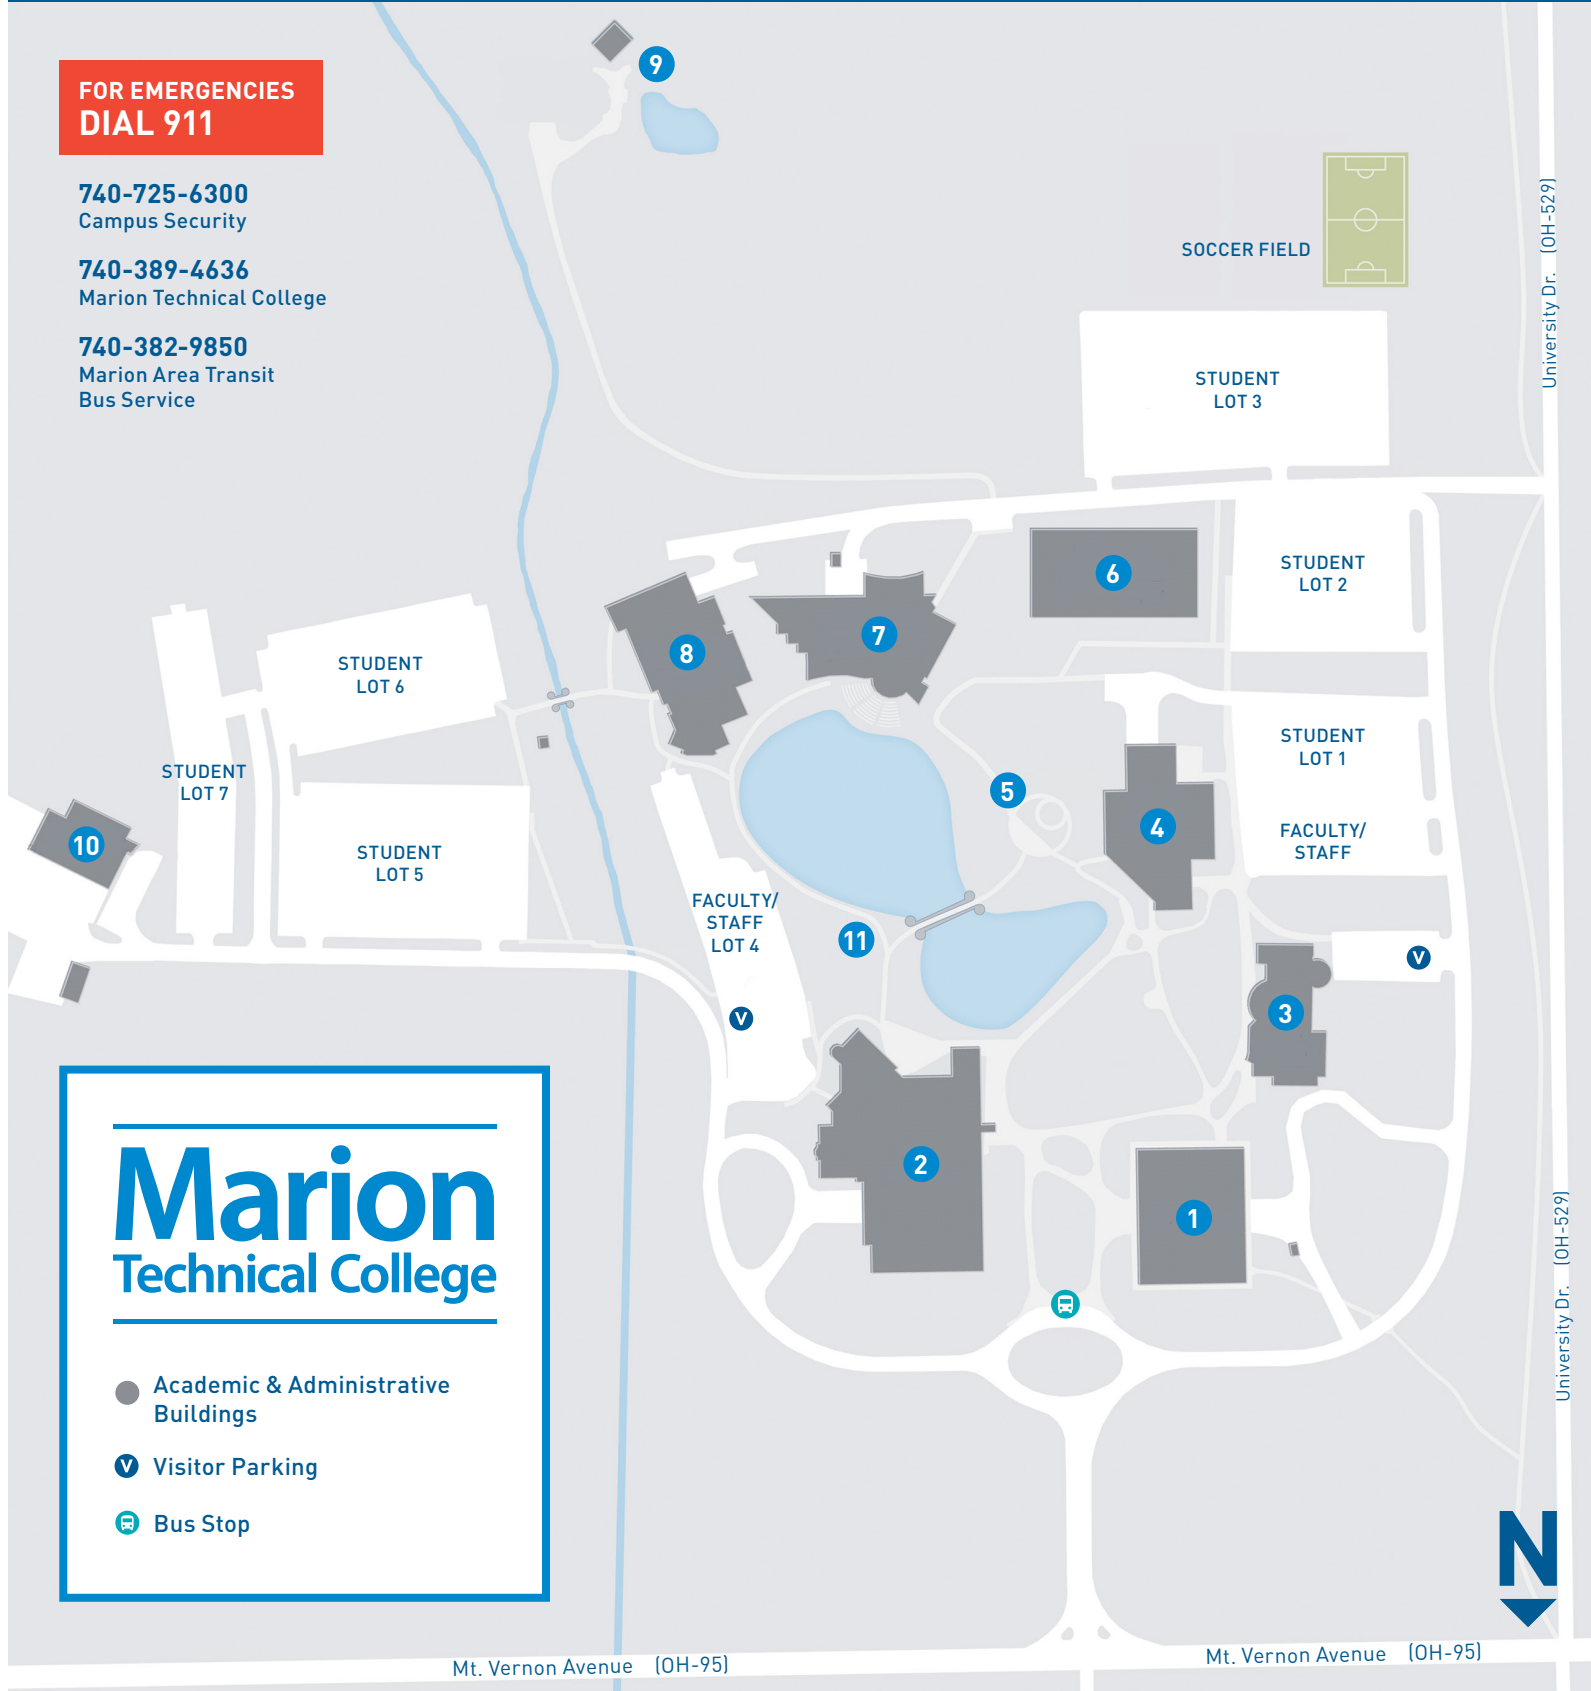 FOR EMERGENCIES
DIAL 911
740-725-6300
Campus Security
740-389-4636
Marion Technical College
740-382-9850
Marion Area Transit
Bus Service
9
SOCCER FIELD
University Dr. (OH-529)
STUDENT
LOT 3
6
STUDENT
LOT 2
7
8
STUDENT
LOT 6
STUDENT
LOT 1
STUDENT
LOT 7
5
4
FACULTY/
STAFF
10
STUDENT
LOT 5
FACULTY/
STAFF
LOT 4
11
V
3
V
2
1
University Dr. (OH-529)
Marion
Technical College
Academic & Administrative
Buildings
V Visitor Parking
Bus Stop
N
Mt. Vernon Avenue (OH-95)
Mt. Vernon Avenue (OH-95)